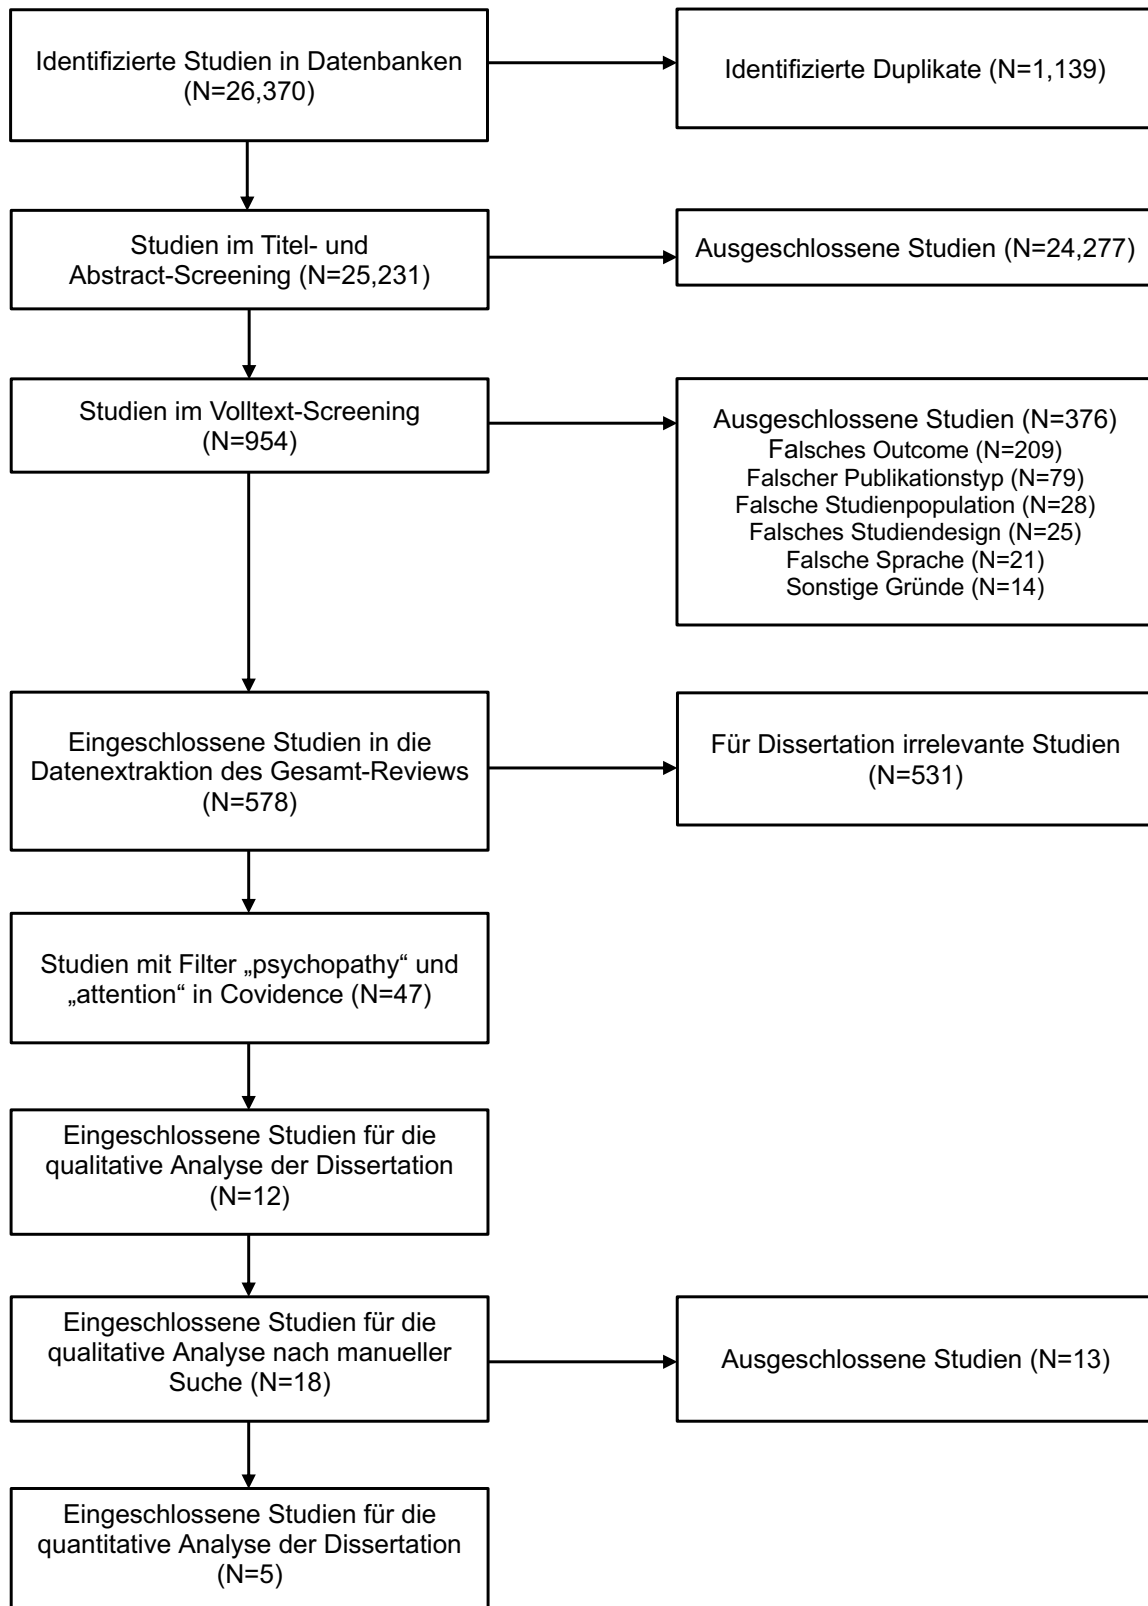 Identifizierte Studien in Datenbanken
(N=26,370)
Identifizierte Duplikate (N=1,139)
Studien im Titel- und
Abstract-Screening (N=25,231)
Ausgeschlossene Studien (N=24,277)
Studien im Volltext-Screening
(N=954)
Ausgeschlossene Studien (N=376)
Falsches Outcome (N=209)
Falscher Publikationstyp (N=79)
Falsche Studienpopulation (N=28)
Falsches Studiendesign (N=25)
Falsche Sprache (N=21)
Sonstige Gründe (N=14)
Eingeschlossene Studien in die
Datenextraktion des Gesamt-Reviews
(N=578)
Für Dissertation irrelevante Studien
(N=531)
Studien mit Filter „psychopathy“ und
„attention“ in Covidence (N=47)
Eingeschlossene Studien für die
qualitative Analyse der Dissertation
(N=12)
Eingeschlossene Studien für die
qualitative Analyse nach manueller
Suche (N=18)
Ausgeschlossene Studien (N=13)
Eingeschlossene Studien für die
quantitative Analyse der Dissertation
(N=5)